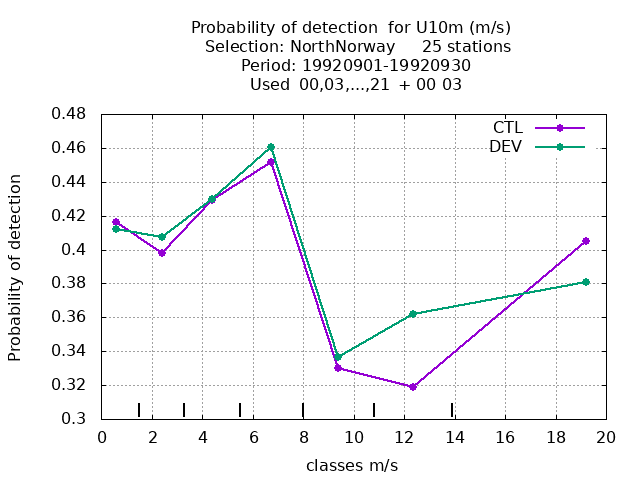 Probability of detection  for U10m (m/s)
Selection: NorthNorway     25 stations
Period: 19920901-19920930
Used  00,03,...,21  + 00 03
CTL
DEV
Probability of detection
0.48
0.46
0.44
0.42
0.4
0.38
0.36
0.34
0.32
0.3
0 2 4 6 8 10 12 14 16 18 20
classes m/s